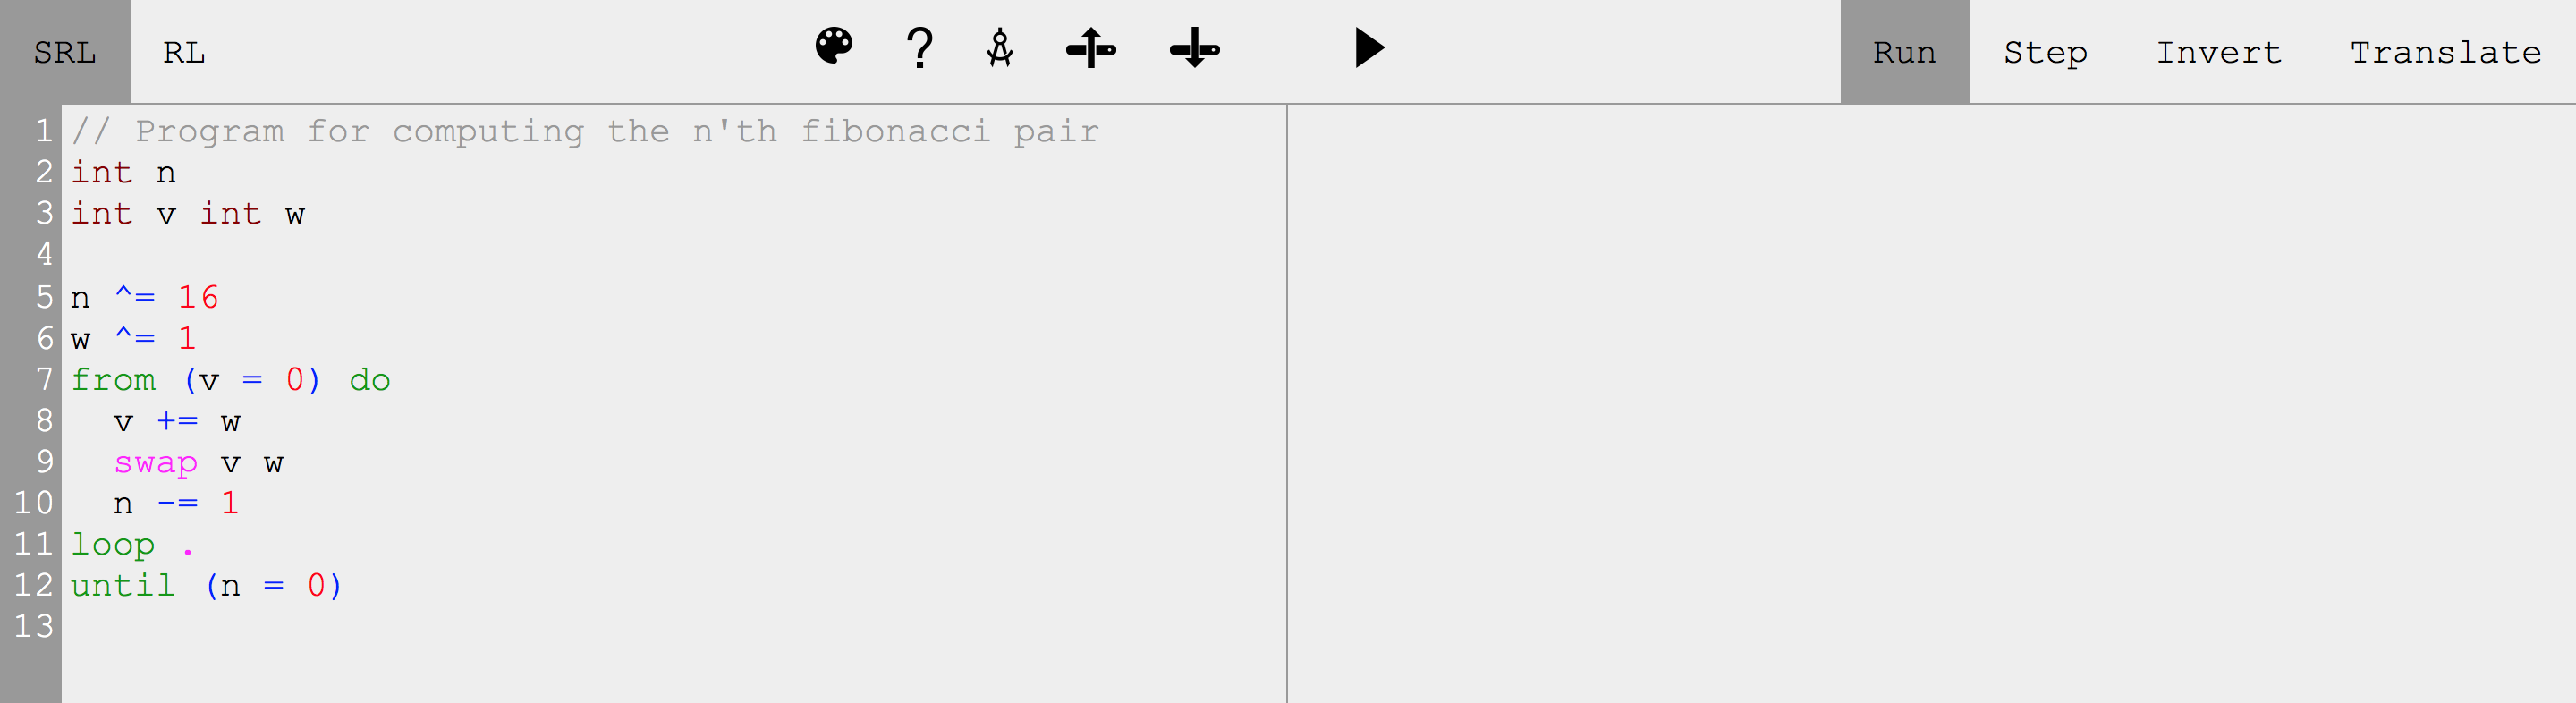 SRL RL ? Run Step Invert Translate
1 // Program for computing the n'th fibonacci pair
2 int n
3 int v int w
4
5 n ^= 16
6 w ^= 1
7 from (v = 0) do
8   v += w
9   swap v w
10   n -= 1
11 loop .
12 until (n = 0)
13